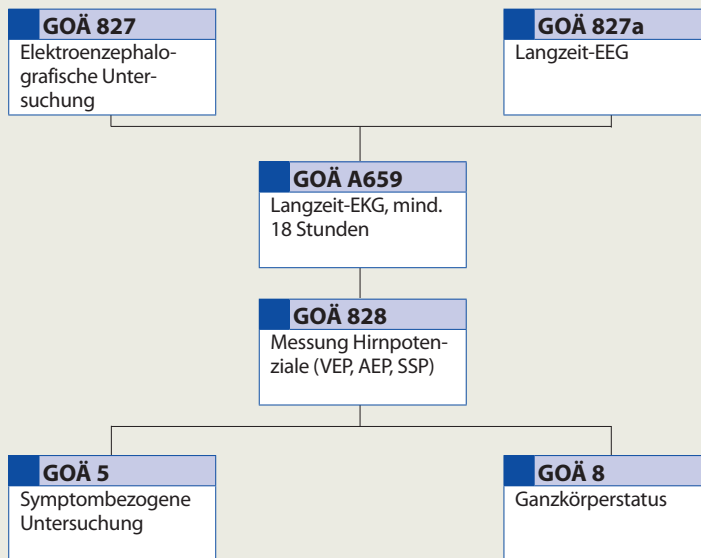 GOÄ 827
Elektroenzephalo-
grafische Unter-
suchung
GOÄ 827a
Langzeit-EEG
GOÄ A659
Langzeit-EKG, mind.
18 Stunden
GOÄ 828
Messung Hirnpoten-
ziale (VEP, AEP, SSP)
GOÄ 5
Symptombezogene
Untersuchung
GOÄ 8
Ganzkörperstatus